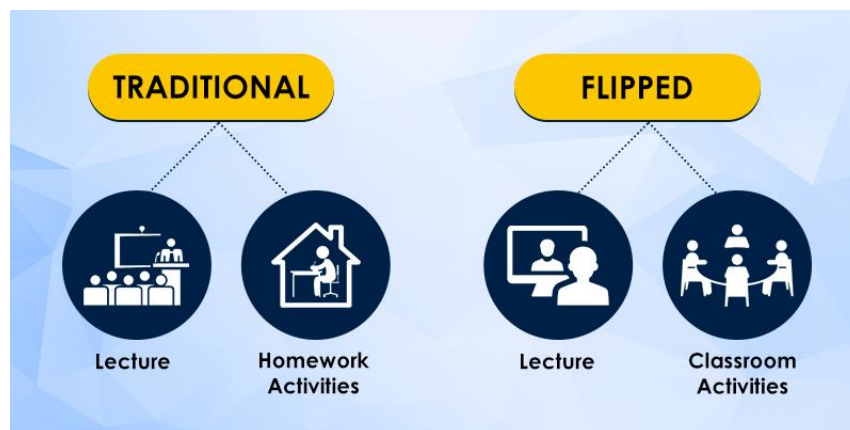 TRADITIONAL
Lecture
Homework
Activities
FLIPPED
Lecture
Classroom
Activities